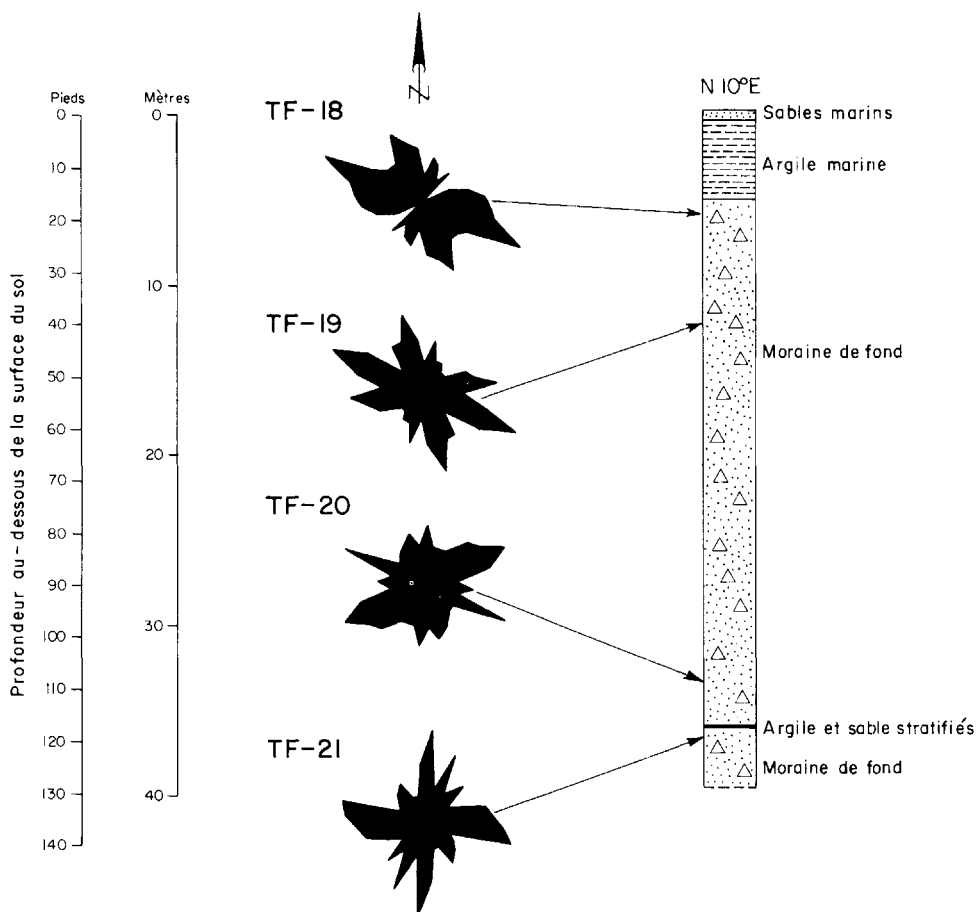 N
N 10°E
Pieds
Mètres
0
10
20
30
40
50
60
70
80
90
100
110
120
130
140
0
10
20
30
40
Profondeur au-dessous de la surface du sol
TF-18
TF-19
TF-20
TF-21
Sables marins
Argile marine
Moraine de fond
Argile et sable stratifiés
Moraine de fond